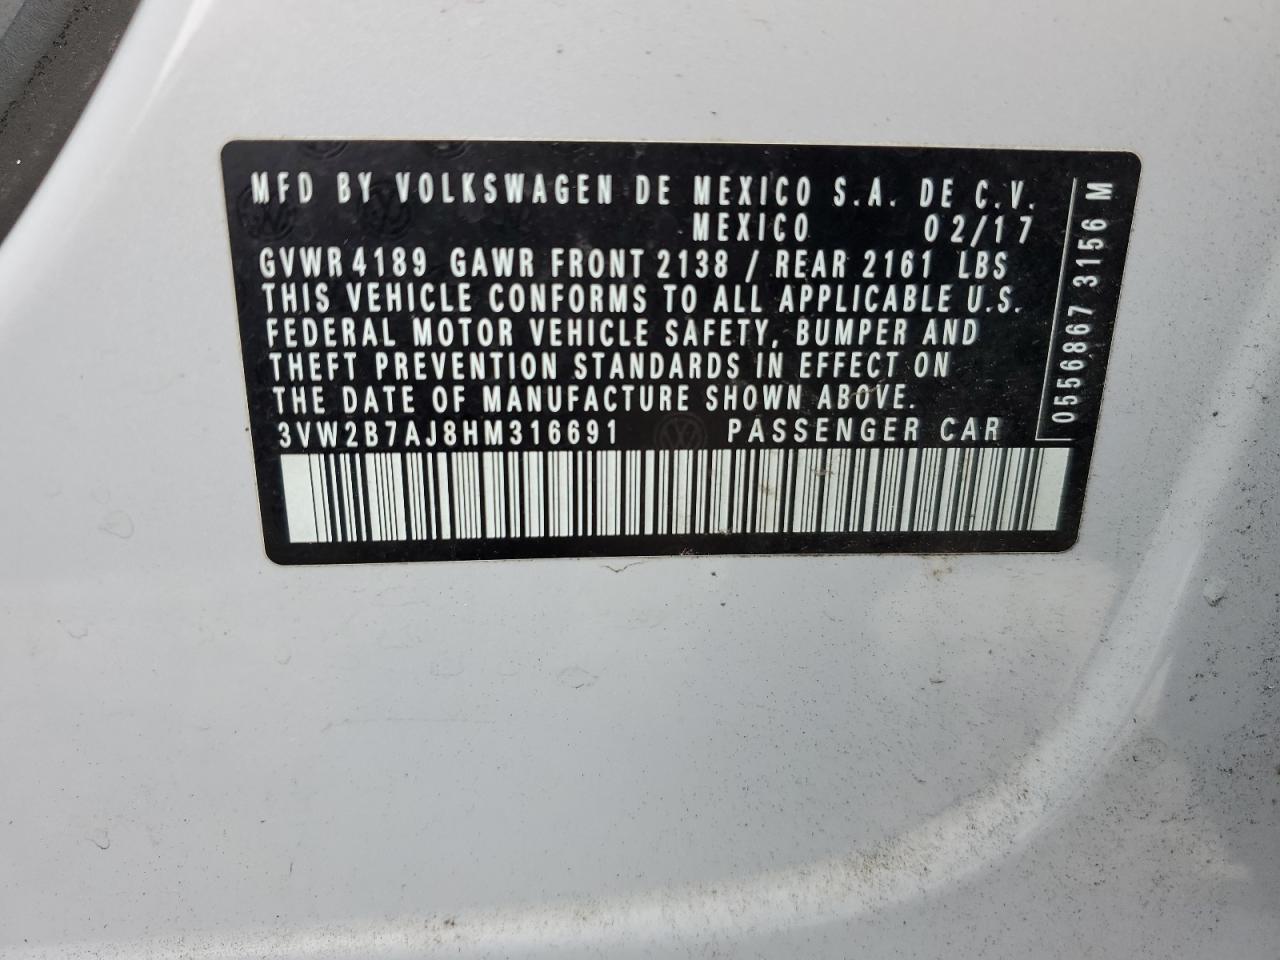 MFD BY VOLKSWAGEN DE MEXICO S.A. DE C.V.
MEXICO 02/17
GVWR 4189 GAWR FRONT 2138 / REAR 2161 LBS
THIS VEHICLE CONFORMS TO ALL APPLICABLE U.S.
FEDERAL MOTOR VEHICLE SAFETY, BUMPER AND
THEFT PREVENTION STANDARDS IN EFFECT ON
THE DATE OF MANUFACTURE SHOWN ABOVE.
3VW2B7AJ8HM316691 PASSENGER CAR
0556867 3156 M